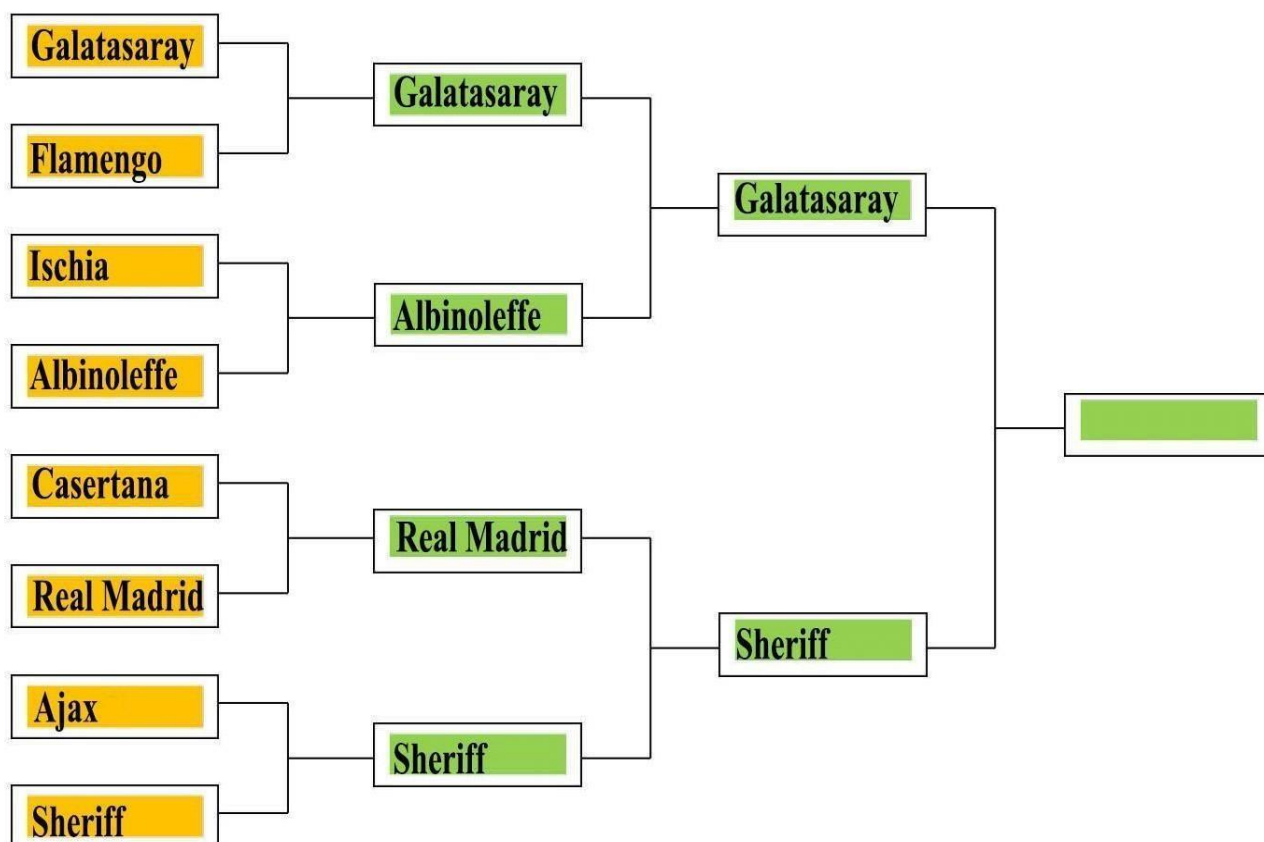 Galatasaray
Flamengo
Ischia
Albinoleffe
Casertana
Real Madrid
Ajax
Sheriff
Galatasaray
Albinoleffe
Real Madrid
Sheriff
Galatasaray
Sheriff